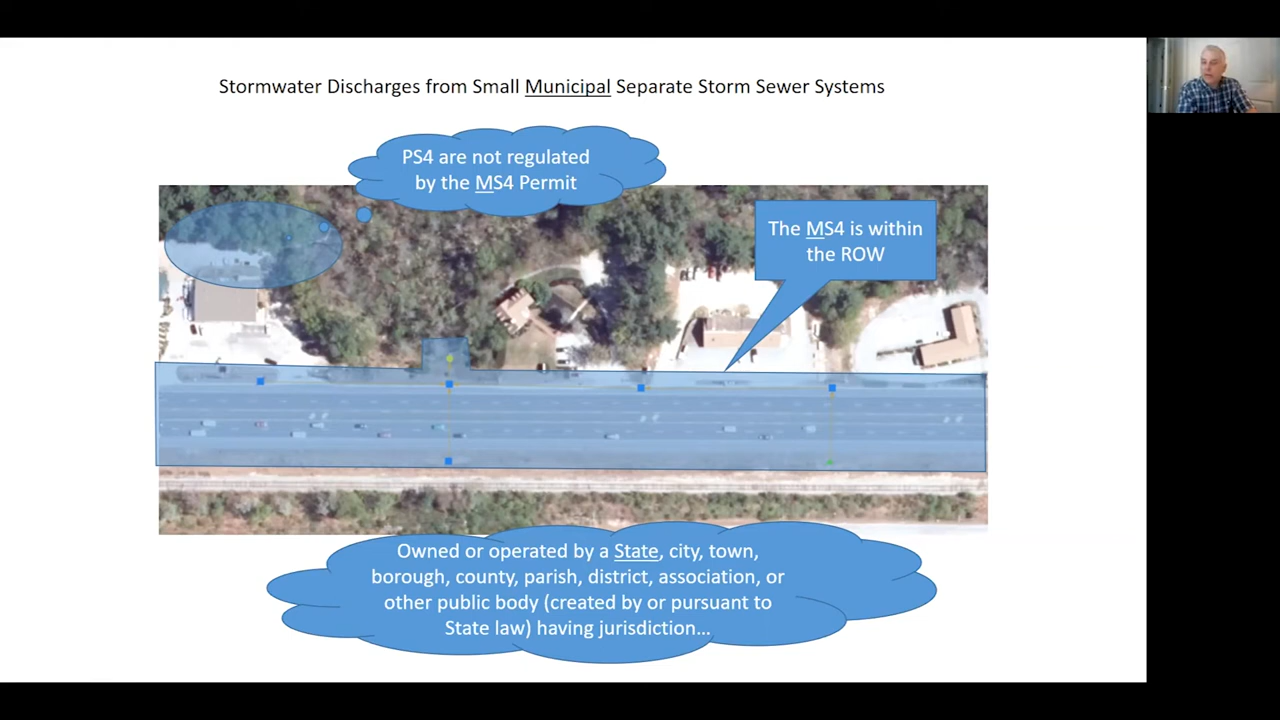 Stormwater Discharges from Small Municipal Separate Storm Sewer Systems
PS4 are not regulated
by the MS4 Permit
The MS4 is within
the ROW
Owned or operated by a State, city, town,
borough, county, parish, district, association, or
other public body (created by or pursuant to
State law) having jurisdiction…